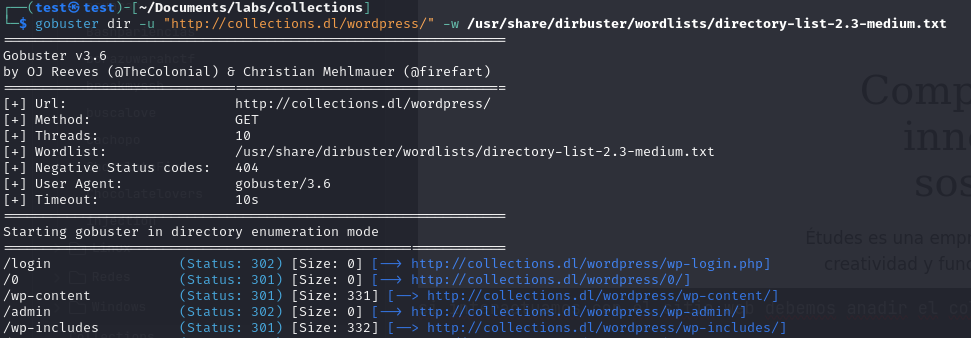 ┌──(test㉿test)-[~/Documents/labs/collections]
└─$ gobuster dir -u "http://collections.dl/wordpress/" -w /usr/share/dirbuster/wordlists/directory-list-2.3-medium.txt
===============================================================
Gobuster v3.6
by OJ Reeves (@TheColonial) & Christian Mehlmauer (@firefart)
===============================================================
[+] Url:                     http://collections.dl/wordpress/
[+] Method:                  GET
[+] Threads:                 10
[+] Wordlist:                /usr/share/dirbuster/wordlists/directory-list-2.3-medium.txt
[+] Negative Status codes:   404
[+] User Agent:              gobuster/3.6
[+] Timeout:                 10s
===============================================================
Starting gobuster in directory enumeration mode
===============================================================
/login                (Status: 302) [Size: 0] [--> http://collections.dl/wordpress/wp-login.php]
/0                    (Status: 301) [Size: 0] [--> http://collections.dl/wordpress/0/]
/wp-content           (Status: 301) [Size: 331] [--> http://collections.dl/wordpress/wp-content/]
/admin                (Status: 302) [Size: 0] [--> http://collections.dl/wordpress/wp-admin/]
/wp-includes          (Status: 301) [Size: 332] [--> http://collections.dl/wordpress/wp-includes/]
Comp
inn
sos
Études es una emp
creatividad y func
Redes
Windows
debemos anadir el co